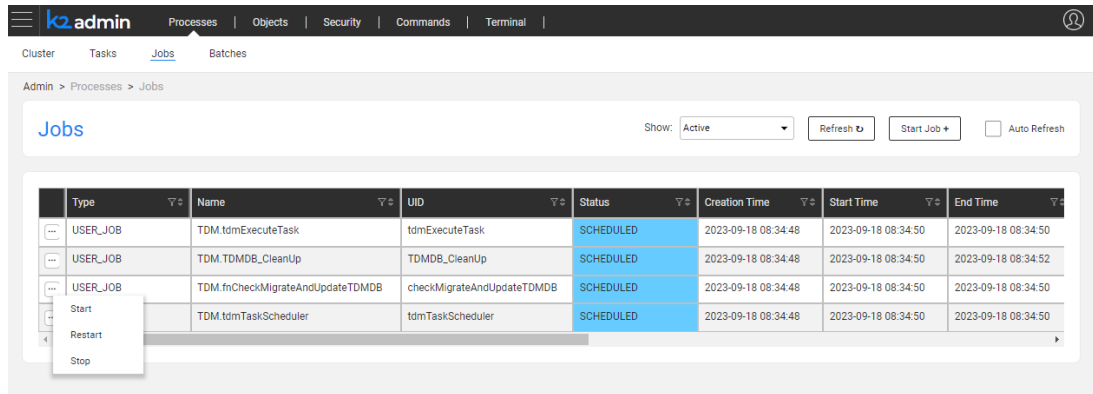 k2admin Processes | Objects | Security | Commands | Terminal |
Cluster Tasks Jobs Batches
Admin > Processes > Jobs
Jobs Show: Active Refresh Start Job + Auto Refresh
Type Name UID Status Creation Time Start Time End Time
... USER_JOB TDM.tdmExecuteTask tdmExecuteTask SCHEDULED 2023-09-18 08:34:48 2023-09-18 08:34:50 2023-09-18 08:34:50
... USER_JOB TDM.TDMDB_CleanUp TDMDB_CleanUp SCHEDULED 2023-09-18 08:34:48 2023-09-18 08:34:50 2023-09-18 08:34:52
... USER_JOB TDM.fnCheckMigrateAndUpdateTDMDB checkMigrateAndUpdateTDMDB SCHEDULED 2023-09-18 08:34:48 2023-09-18 08:34:50 2023-09-18 08:34:50
TDM.tdmTaskScheduler tdmTaskScheduler SCHEDULED 2023-09-18 08:34:48 2023-09-18 08:34:50 2023-09-18 08:34:50
Start
Restart
Stop